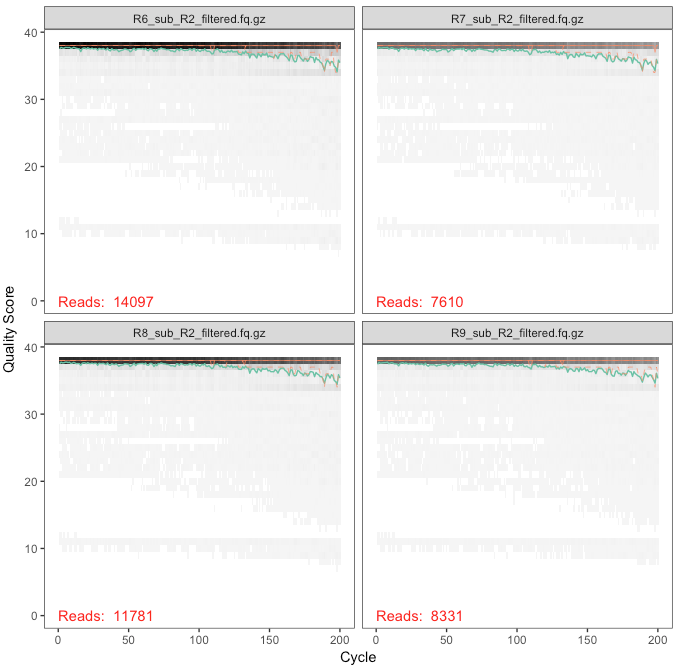 R6_sub_R2_filtered.fq.gz
R7_sub_R2_filtered.fq.gz
40
30
20
10
0
Reads: 14097
Reads: 7610
Quality Score
R8_sub_R2_filtered.fq.gz
R9_sub_R2_filtered.fq.gz
40
30
20
10
0
Reads: 11781
Reads: 8331
0 50 100 150 200 0 50 100 150 200
Cycle